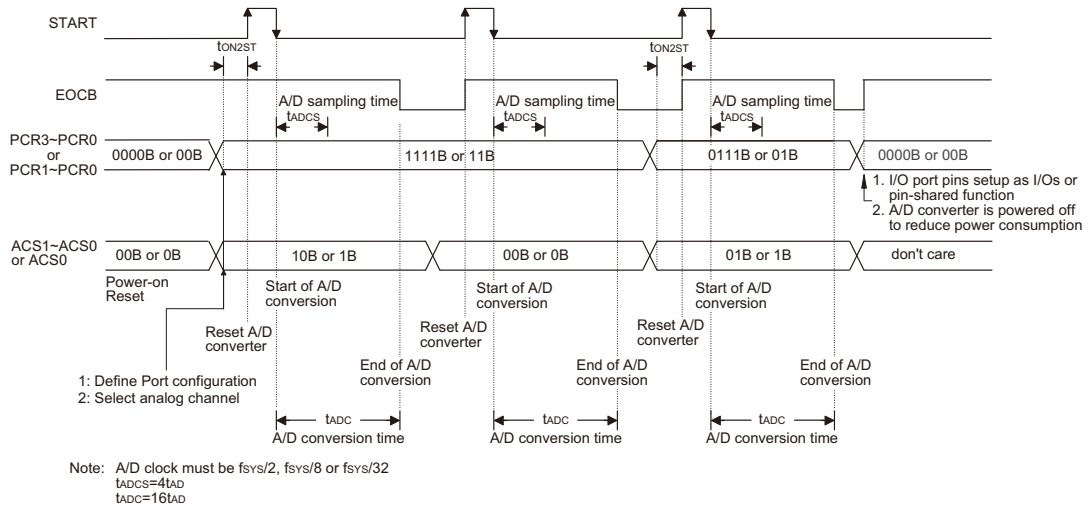 START
tON2ST
tON2ST
EOCB
A/D sampling time
tADCS
A/D sampling time
tADCS
A/D sampling time
tADCS
PCR3~PCR0
or
PCR1~PCR0
0000B or 00B
1111B or 11B
0111B or 01B
0000B or 00B
1. I/O port pins setup as I/Os or
pin-shared function
2. A/D converter is powered off
to reduce power consumption
ACS1~ACS0
or ACS0
00B or 0B
10B or 1B
00B or 0B
01B or 1B
don't care
Power-on
Reset
Start of A/D
conversion
Start of A/D
conversion
Start of A/D
conversion
Reset A/D
converter
Reset A/D
converter
Reset A/D
converter
End of A/D
conversion
End of A/D
conversion
End of A/D
conversion
1: Define Port configuration
2: Select analog channel
tADC
A/D conversion time
tADC
A/D conversion time
tADC
A/D conversion time
Note: A/D clock must be fSYS/2, fSYS/8 or fSYS/32
tADCS=4tAD
tADC=16tAD